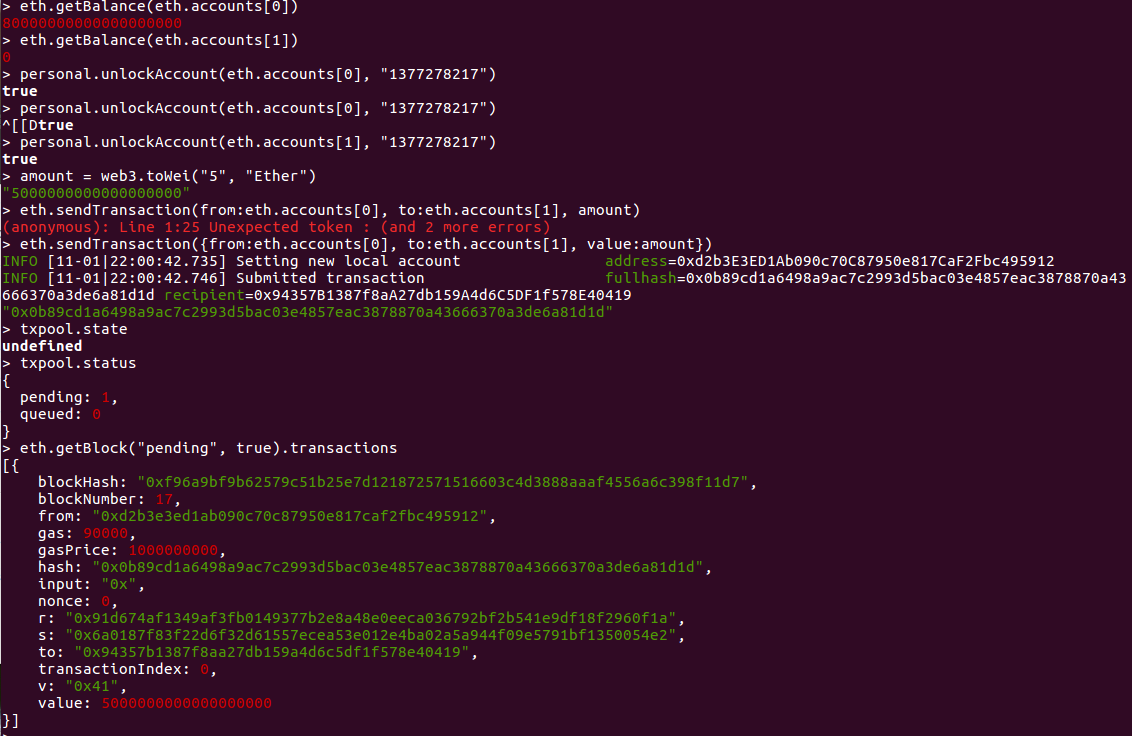 > eth.getBalance(eth.accounts[0])
80000000000000000000
> eth.getBalance(eth.accounts[1])
0
> personal.unlockAccount(eth.accounts[0], "1377278217")
true
> personal.unlockAccount(eth.accounts[0], "1377278217")
^[[Dtrue
> personal.unlockAccount(eth.accounts[1], "1377278217")
true
> amount = web3.toWei("5", "Ether")
"5000000000000000000"
> eth.sendTransaction(from:eth.accounts[0], to:eth.accounts[1], amount)
(anonymous): Line 1:25 Unexpected token : (and 2 more errors)
> eth.sendTransaction({from:eth.accounts[0], to:eth.accounts[1], value:amount})
INFO [11-01|22:00:42.735] Setting new local account address=0xd2b3E3ED1Ab090c70C87950e817CaF2Fbc495912
INFO [11-01|22:00:42.746] Submitted transaction fullhash=0x0b89cd1a6498a9ac7c2993d5bac03e4857eac3878870a43
666370a3de6a81d1d recipient=0x94357B1387f8aA27db159A4d6C5DF1f578E40419
"0x0b89cd1a6498a9ac7c2993d5bac03e4857eac3878870a43666370a3de6a81d1d"
> txpool.state
undefined
> txpool.status
{
pending: 1,
queued: 0
}
> eth.getBlock("pending", true).transactions
[{
blockHash: "0xf96a9bf9b62579c51b25e7d121872571516603c4d3888aaaf4556a6c398f11d7",
blockNumber: 17,
from: "0xd2b3e3ed1ab090c70c87950e817caf2fbc495912",
gas: 90000,
gasPrice: 1000000000,
hash: "0x0b89cd1a6498a9ac7c2993d5bac03e4857eac3878870a43666370a3de6a81d1d",
input: "0x",
nonce: 0,
r: "0x91d674af1349af3fb0149377b2e8a48e0eeca036792bf2b541e9df18f2960f1a",
s: "0x6a0187f83f22d6f32d61557ecea53e012e4ba02a5a944f09e5791bf1350054e2",
to: "0x94357b1387f8aa27db159a4d6c5df1f578e40419",
transactionIndex: 0,
v: "0x41",
value: 5000000000000000000
}]